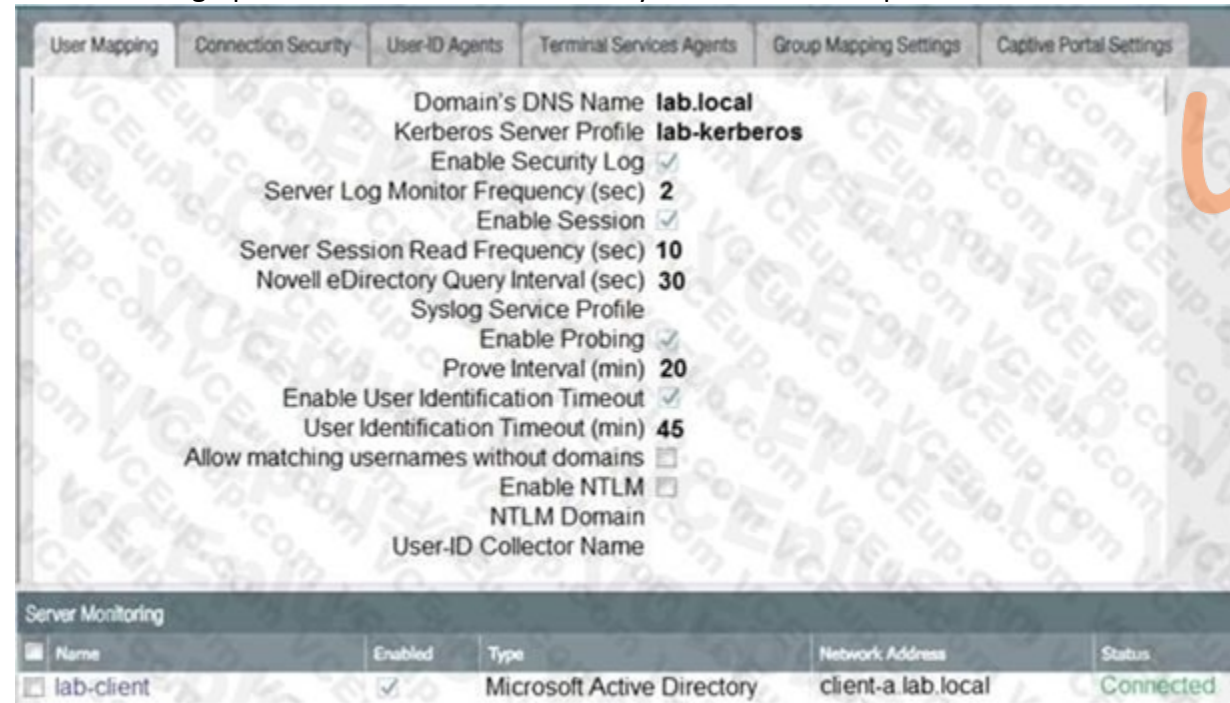 User Mapping Connection Security User-ID Agents Terminal Services Agents Group Mapping Settings Captive Portal Settings
Domain's DNS Name lab.local
Kerberos Server Profile lab-kerberos
Enable Security Log
Server Log Monitor Frequency (sec) 2
Enable Session
Server Session Read Frequency (sec) 10
Novell eDirectory Query Interval (sec) 30
Syslog Service Profile
Enable Probing
Prove Interval (min) 20
Enable User Identification Timeout
User Identification Timeout (min) 45
Allow matching usernames without domains
Enable NTLM
NTLM Domain
User-ID Collector Name
Server Monitoring
Name Enabled Type Network Address Status
lab-client Microsoft Active Directory client-a.lab.local Connected